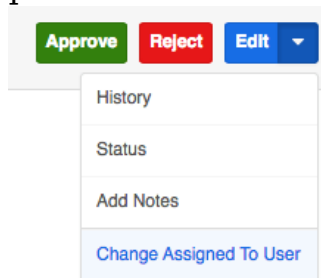 Approve Reject Edit
History
Status
Add Notes
Change Assigned To User